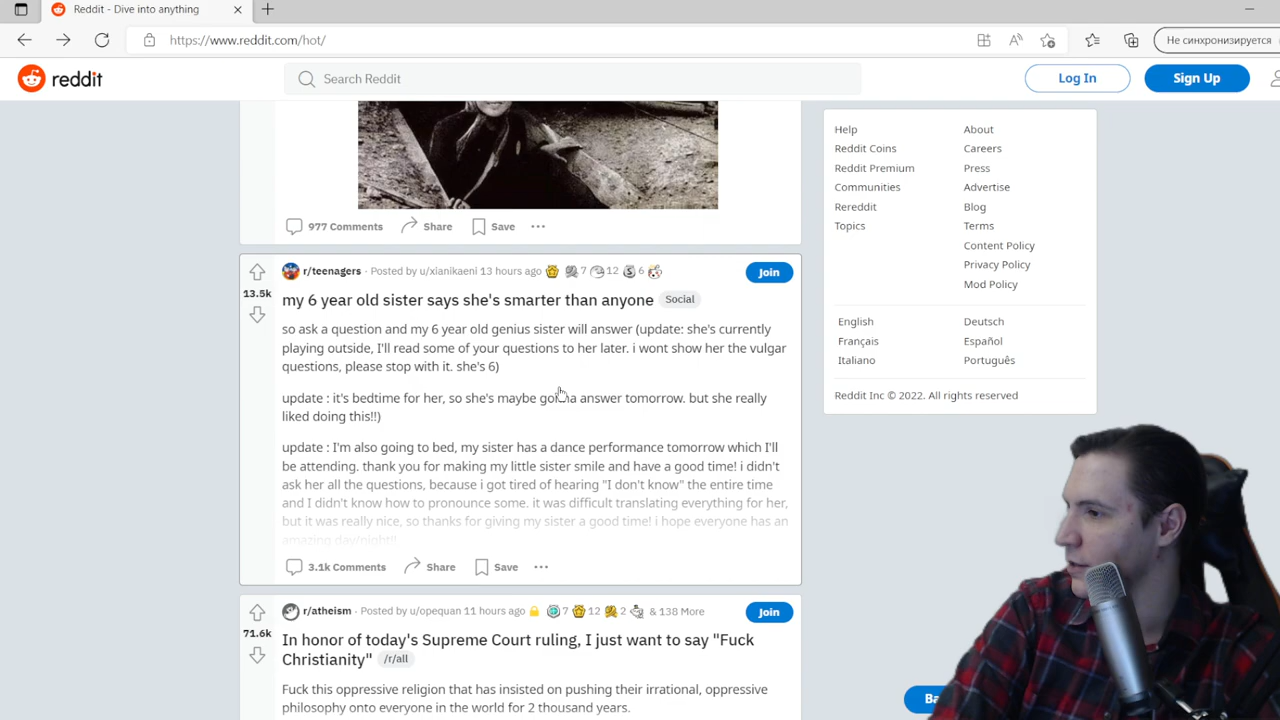 Reddit - Dive into anything
https://www.reddit.com/hot/
Не синхронизируется
reddit
Search Reddit
Log In
Sign Up
977 Comments
Share
Save
r/teenagers • Posted by u/xianikaeni 13 hours ago 7 12 6
Join
13.5k
my 6 year old sister says she's smarter than anyone Social
so ask a question and my 6 year old genius sister will answer (update: she's currently
playing outside, I'll read some of your questions to her later. i wont show her the vulgar
questions, please stop with it. she's 6)
update : it's bedtime for her, so she's maybe gonna answer tomorrow. but she really
liked doing this!!)
update : I'm also going to bed, my sister has a dance performance tomorrow which I'll
be attending. thank you for making my little sister smile and have a good time! i didn't
ask her all the questions, because i got tired of hearing "I don't know" the entire time
and I didn't know how to pronounce some. it was difficult translating everything for her,
but it was really nice, so thanks for giving my sister a good time! i hope everyone has an
amazing day/night!!
3.1k Comments
Share
Save
r/atheism • Posted by u/opequan 11 hours ago 7 12 2 & 138 More
Join
71.6k
In honor of today's Supreme Court ruling, I just want to say "Fuck
Christianity" /r/all
Fuck this oppressive religion that has insisted on pushing their irrational, oppressive
philosophy onto everyone in the world for 2 thousand years.
Help
About
Reddit Coins
Careers
Reddit Premium
Press
Communities
Advertise
Rereddit
Blog
Topics
Terms
Content Policy
Privacy Policy
Mod Policy
English
Deutsch
Français
Español
Italiano
Português
Reddit Inc © 2022. All rights reserved